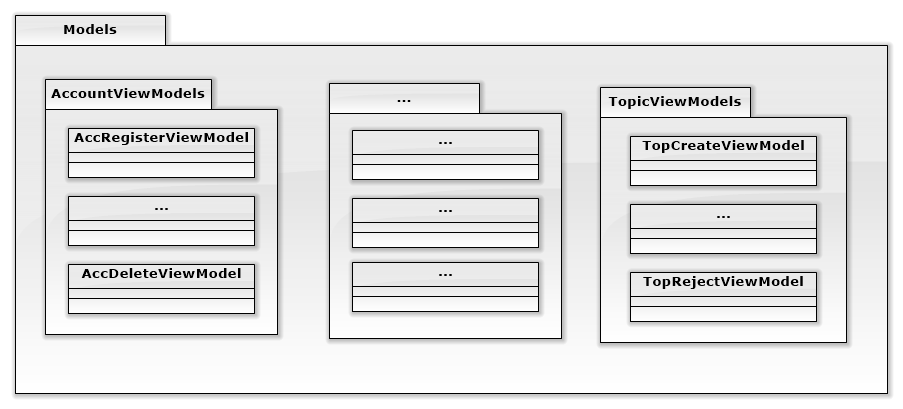 Models
AccountViewModels
AccRegisterViewModel
...
AccDeleteViewModel
...
...
...
...
TopicViewModels
TopCreateViewModel
...
TopRejectViewModel